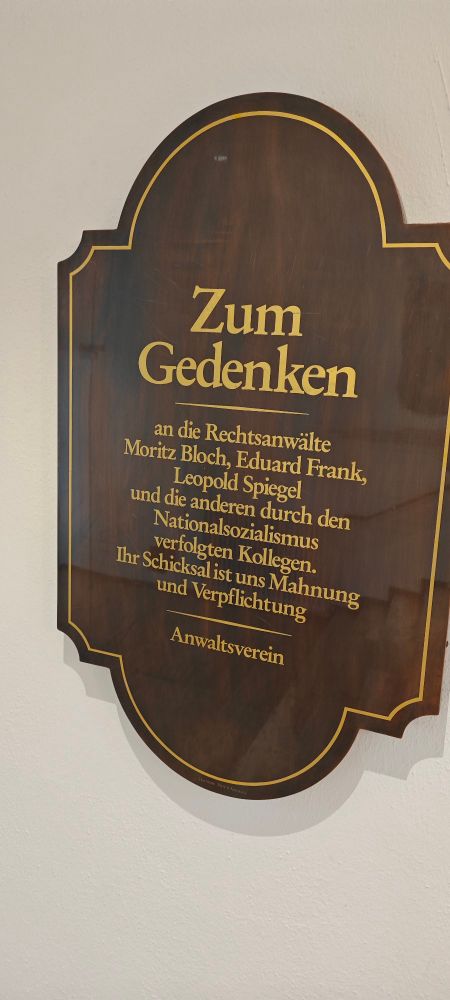 Zum
Gedenken
an die Rechtsanwälte
Moritz Bloch, Eduard Frank,
Leopold Spiegel
und die anderen durch den
Nationalsozialismus
verfolgten Kollegen.
Ihr Schicksal ist uns Mahnung
und Verpflichtung
Anwaltsverein